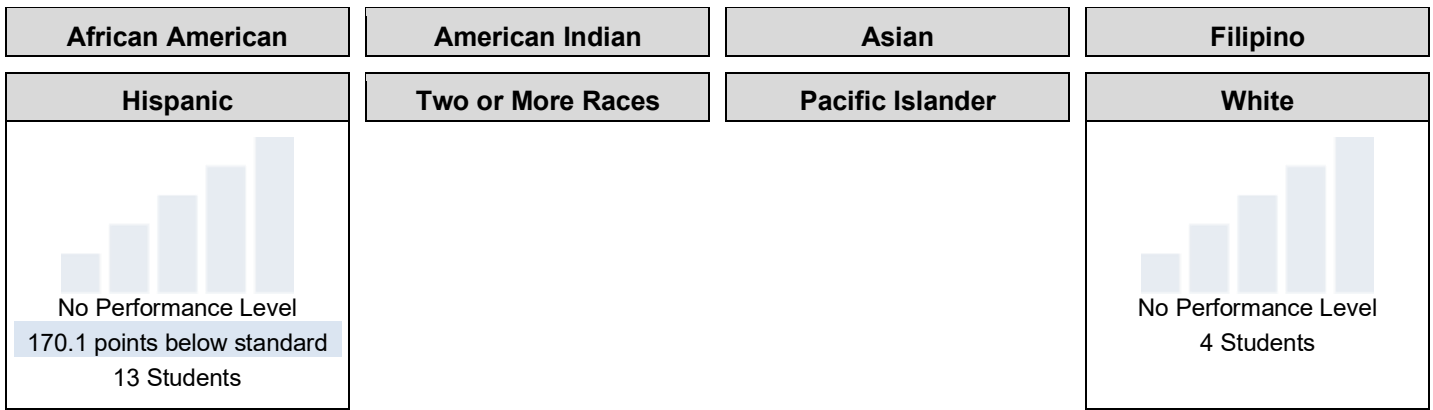 African American
American Indian
Asian
Filipino
Hispanic
Two or More Races
Pacific Islander
White
No Performance Level
170.1 points below standard
13 Students
No Performance Level
4 Students